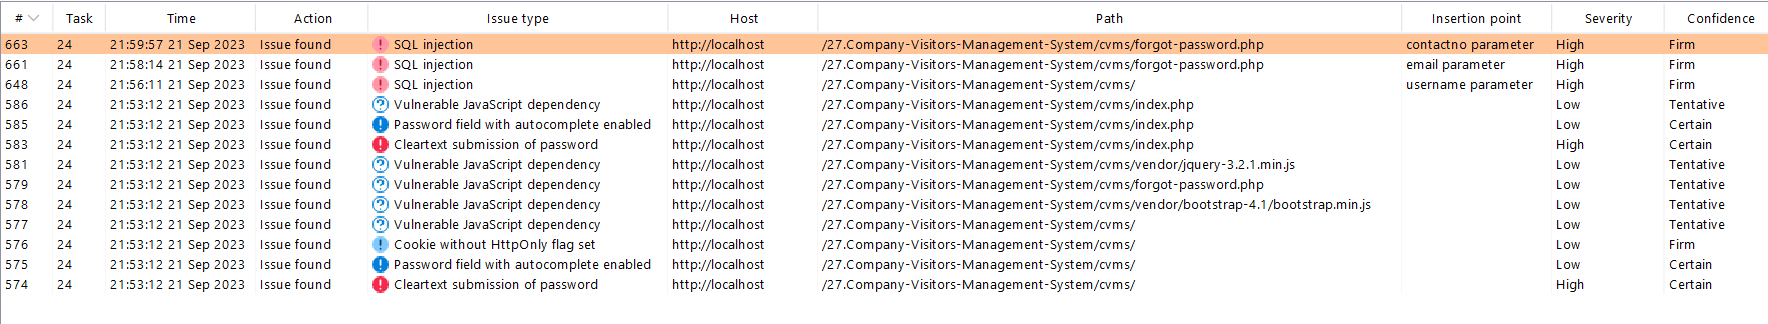 # Task Time Action Issue type Host Path Insertion point Severity Confidence
663 24 21:59:57 21 Sep 2023 Issue found SQL injection http://localhost /27.Company-Visitors-Management-System/cvms/forgot-password.php contactno parameter High Firm
661 24 21:58:14 21 Sep 2023 Issue found SQL injection http://localhost /27.Company-Visitors-Management-System/cvms/forgot-password.php email parameter High Firm
648 24 21:56:11 21 Sep 2023 Issue found SQL injection http://localhost /27.Company-Visitors-Management-System/cvms/ username parameter High Firm
586 24 21:53:12 21 Sep 2023 Issue found Vulnerable JavaScript dependency http://localhost /27.Company-Visitors-Management-System/cvms/index.php Low Tentative
585 24 21:53:12 21 Sep 2023 Issue found Password field with autocomplete enabled http://localhost /27.Company-Visitors-Management-System/cvms/index.php Low Certain
583 24 21:53:12 21 Sep 2023 Issue found Cleartext submission of password http://localhost /27.Company-Visitors-Management-System/cvms/index.php High Certain
581 24 21:53:12 21 Sep 2023 Issue found Vulnerable JavaScript dependency http://localhost /27.Company-Visitors-Management-System/cvms/vendor/jquery-3.2.1.min.js Low Tentative
579 24 21:53:12 21 Sep 2023 Issue found Vulnerable JavaScript dependency http://localhost /27.Company-Visitors-Management-System/cvms/forgot-password.php Low Tentative
578 24 21:53:12 21 Sep 2023 Issue found Vulnerable JavaScript dependency http://localhost /27.Company-Visitors-Management-System/cvms/vendor/bootstrap-4.1/bootstrap.min.js Low Tentative
577 24 21:53:12 21 Sep 2023 Issue found Vulnerable JavaScript dependency http://localhost /27.Company-Visitors-Management-System/cvms/ Low Tentative
576 24 21:53:12 21 Sep 2023 Issue found Cookie without HttpOnly flag set http://localhost /27.Company-Visitors-Management-System/cvms/ Low Firm
575 24 21:53:12 21 Sep 2023 Issue found Password field with autocomplete enabled http://localhost /27.Company-Visitors-Management-System/cvms/ Low Certain
574 24 21:53:12 21 Sep 2023 Issue found Cleartext submission of password http://localhost /27.Company-Visitors-Management-System/cvms/ High Certain